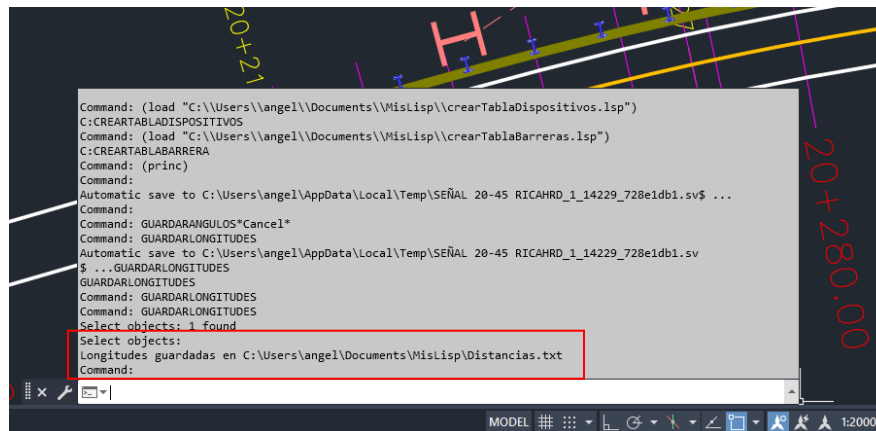 20+21
H
Command: (load "C:\\Users\\angel\\Documents\\MisLisp\\crearTablaDispositivos.lsp")
C:CREARTABLADISPOSITIVOS
Command: (load "C:\\Users\\angel\\Documents\\MisLisp\\crearTablaBarreras.lsp")
C:CREARTABLABARRERA
Command: (princ)
Command:
Automatic save to C:\Users\angel\AppData\Local\Temp\SEÑAL 20-45 RICAHRD_1_14229_728e1db1.sv$ ...
Command:
Command: GUARDARANGULOS*Cancel*
Command: GUARDARLONGITUDES
Automatic save to C:\Users\angel\AppData\Local\Temp\SEÑAL 20-45 RICAHRD_1_14229_728e1db1.sv
$ ...GUARDARLONGITUDES
GUARDARLONGITUDES
Command: GUARDARLONGITUDES
Command: GUARDARLONGITUDES
Select objects: 1 found
Select objects:
Longitudes guardadas en C:\Users\angel\Documents\MisLisp\Distancias.txt
Command:
20+280.00
MODEL 1:2000